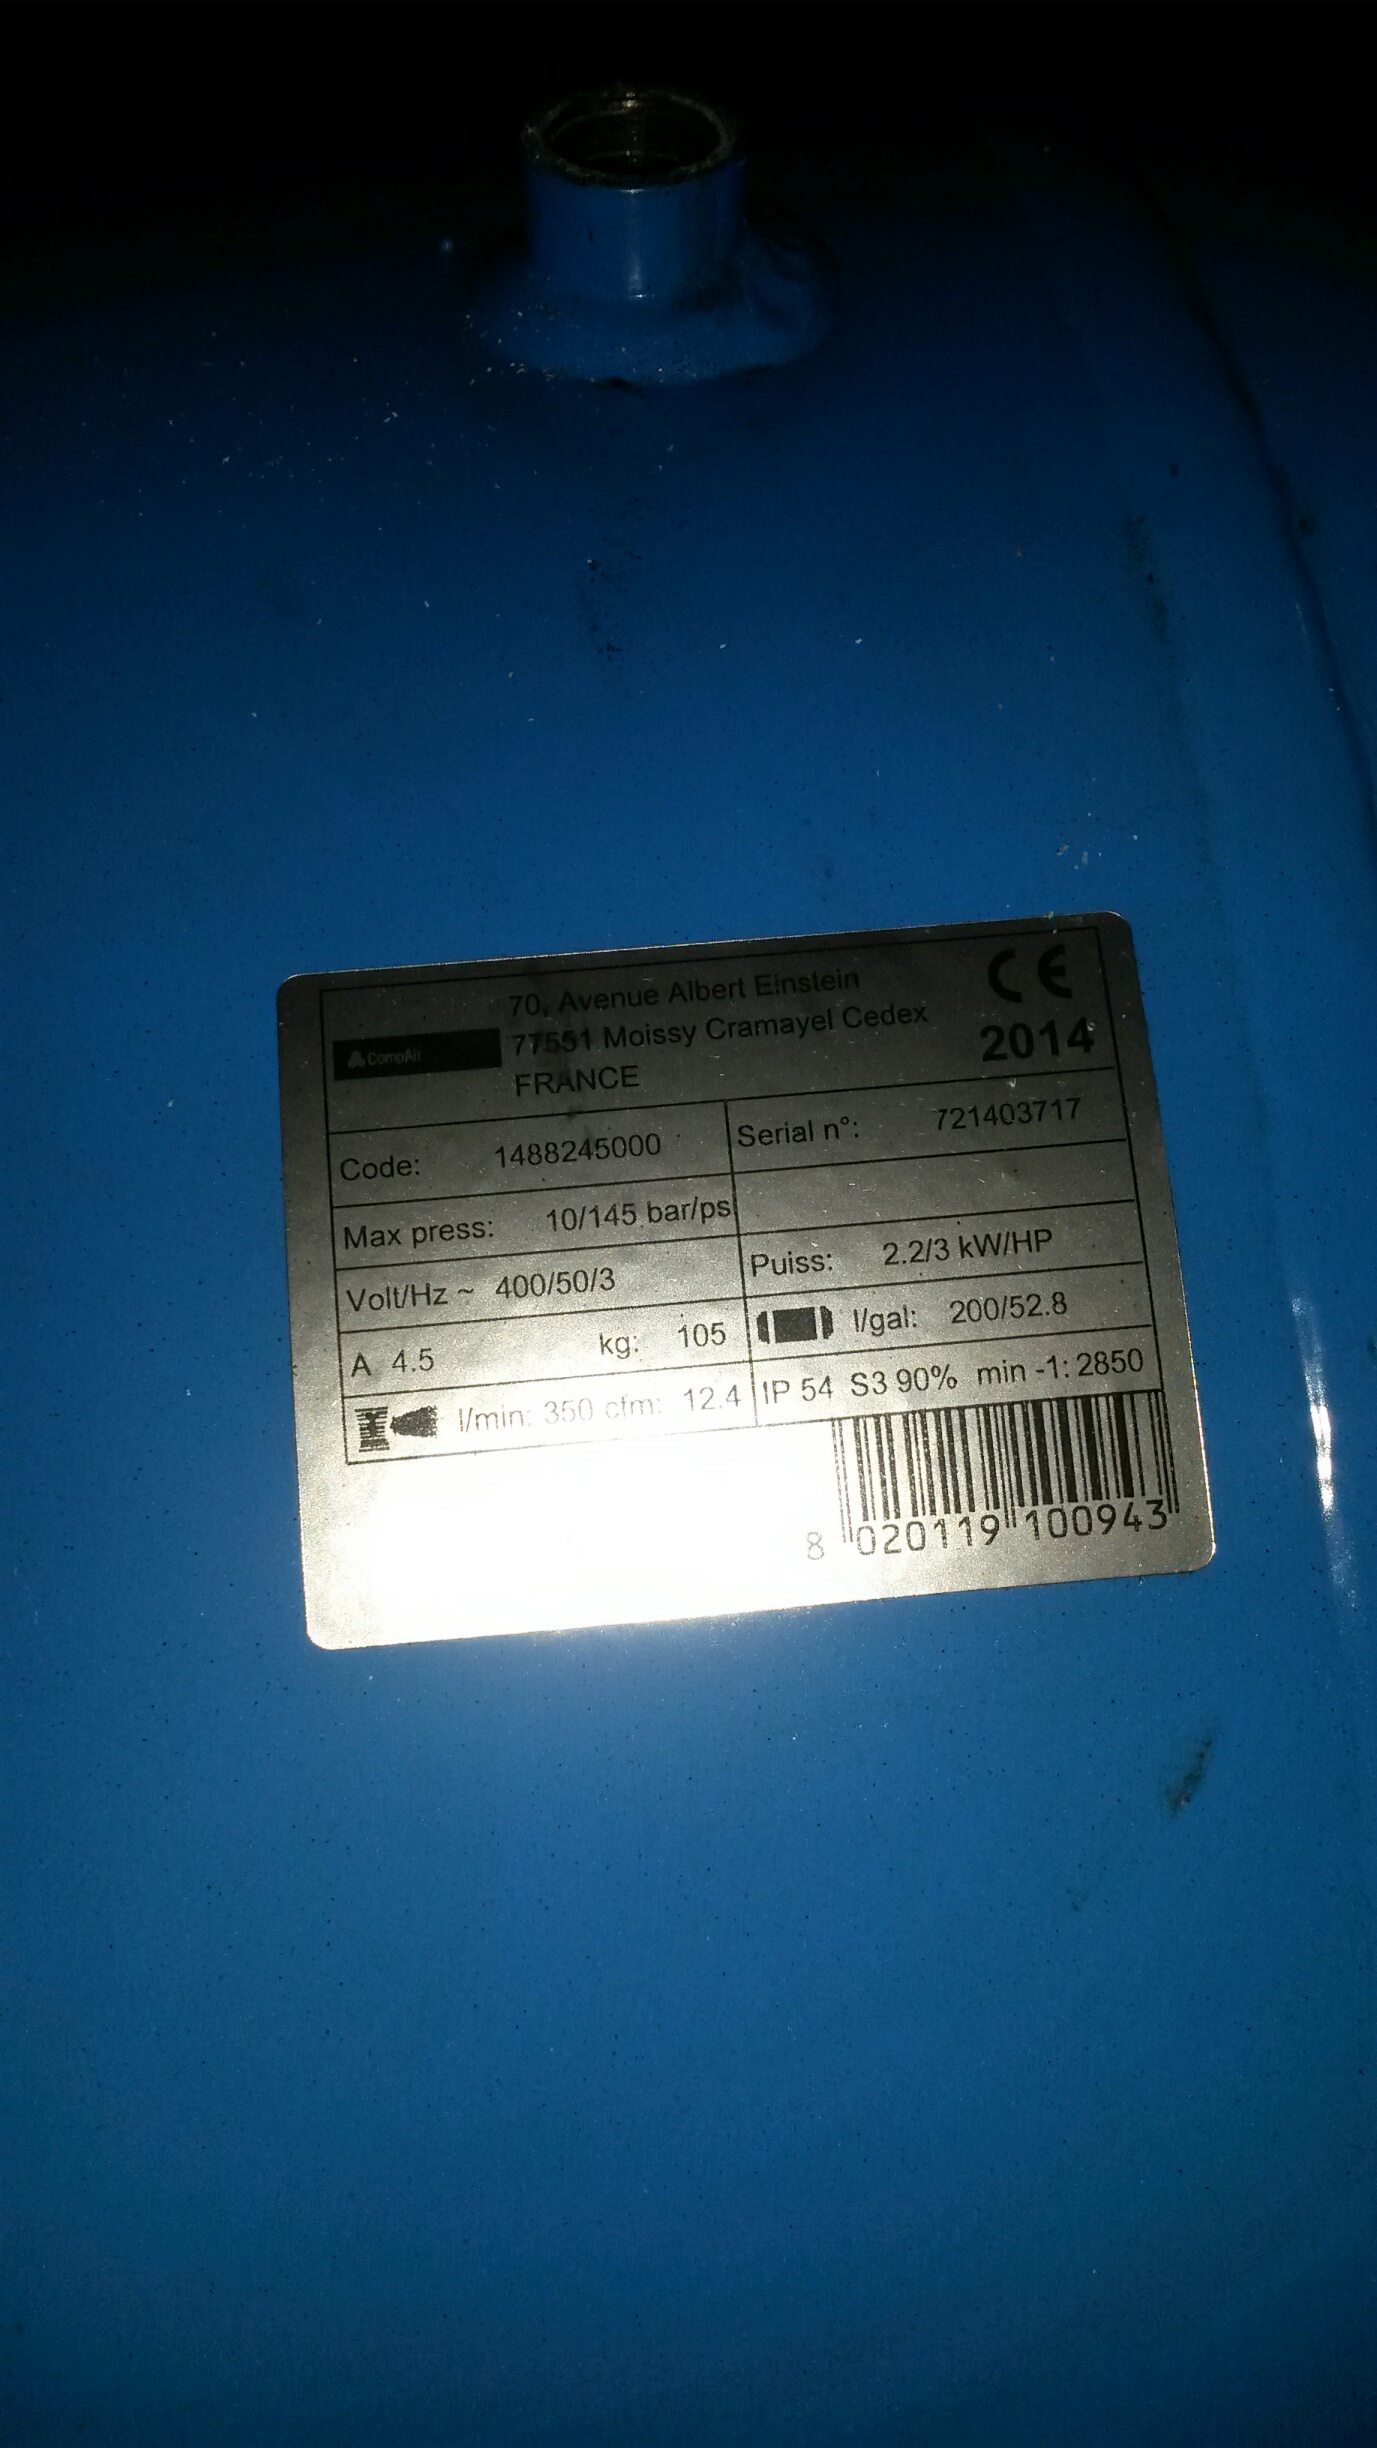 70, Avenue Albert Einstein
CE
CompAir
77551 Moissy Cramayel Cedex
2014
FRANCE
Code: 1488245000 Serial n°: 721403717
Max press: 10/145 bar/ps
Volt/Hz ~ 400/50/3 Puiss: 2.2/3 kW/HP
A 4.5 kg: 105 l/gal: 200/52.8
l/min: 350 cfm: 12.4 IP 54 S3 90% min -1: 2850
8 020119 100943